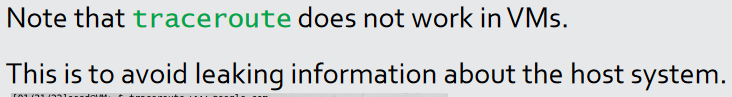 Note that traceroute does not work in VMs.
This is to avoid leaking information about the host system.